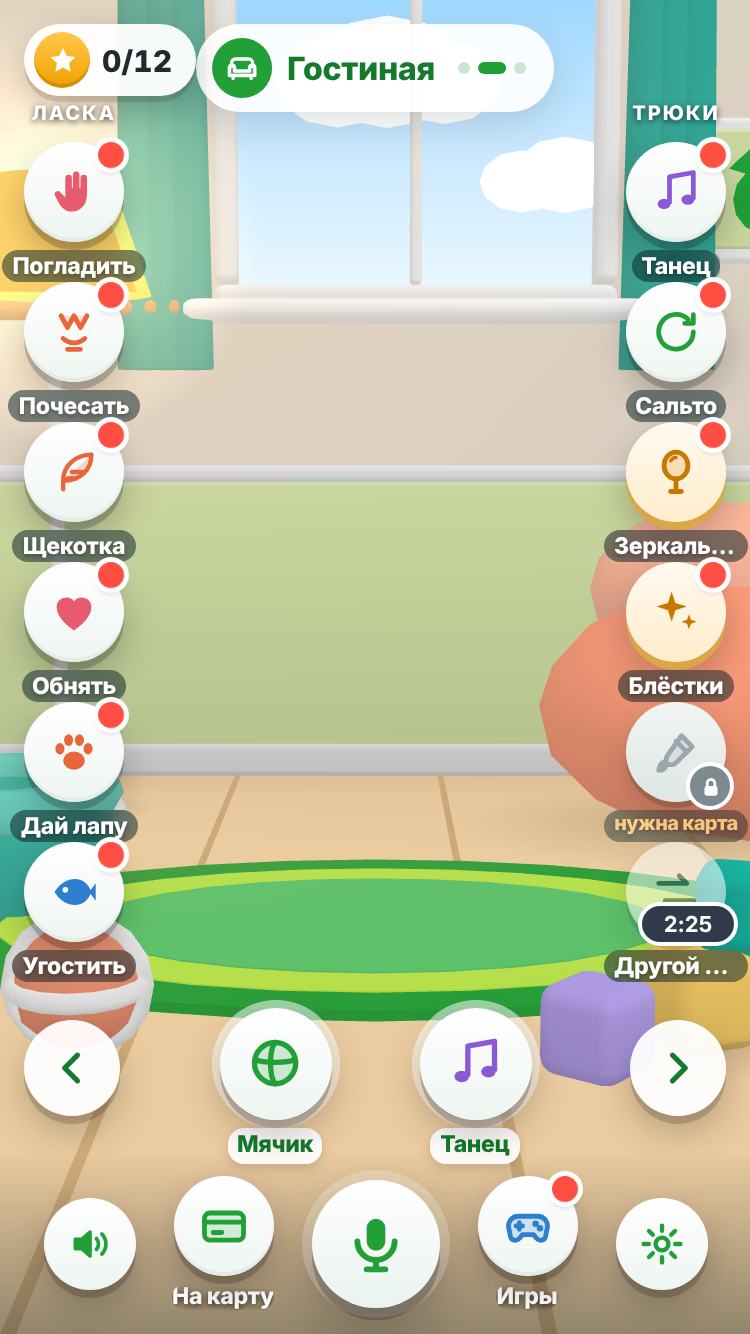 0/12
Гостиная
ЛАСКА
ТРЮКИ
Погладить
Танец
Почесать
Сальто
Щекотка
Зеркаль...
Обнять
Блёстки
Дай лапу
нужна карта
2:25
Угостить
Другой ...
Мячик
Танец
На карту
Игры